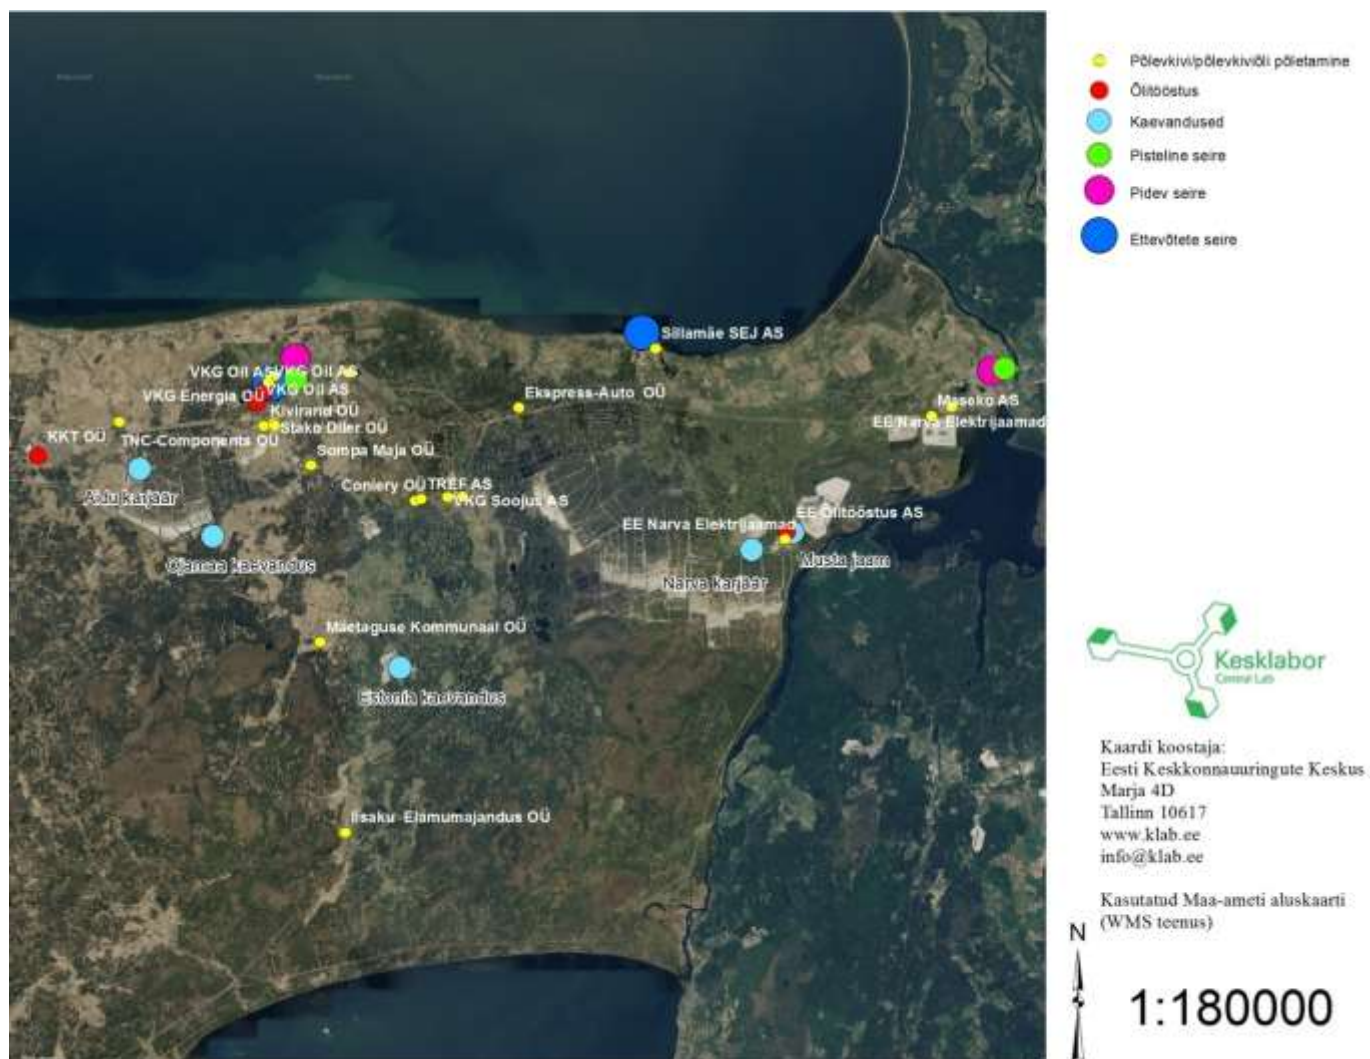 Põlevkivi/põlevkiviõli põletamine
Õlitööstus
Kaevandused
Pisteline seire
Pidev seire
Ettevõtete seire
Sillamäe SEJ AS
VKG Oil AS
VKG Oil AS
VKG Energia OÜ
VKG Oil AS
Ekspress-Auto OÜ
Maseko AS
Kivirand OÜ
EE Narva Elektrijaamad
KKT OÜ
TNC-Components OÜ
Stako Diler OÜ
Sompa Maja OÜ
Aidu karjäär
Coniery OÜ
TREF AS
VKG Soojus AS
EE Õlitööstus AS
EE Narva Elektrijaamad
Ojamaa kaevandus
Musta jaam
Narva karjäär
Mäetaguse Kommunaal OÜ
Estonia kaevandus
Iisaku Elamumajandus OÜ
Kesklabor
Central Lab
Kaardi koostaja:
Eesti Keskkonnauuringute Keskus
Marja 4D
Tallinn 10617
www.klab.ee
info@klab.ee
Kasutatud Maa-ameti aluskaarti
(WMS teenus)
N
1:180000